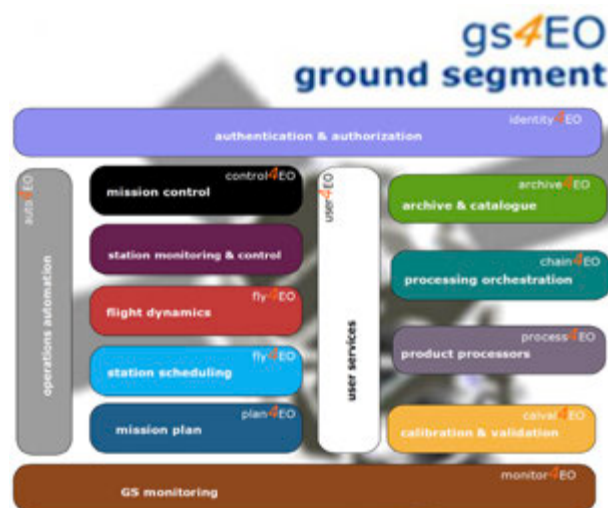 gs4EO
ground segment
identity4EO
authentication & authorization
auto4EO
operations automation
control4EO
mission control
station monitoring & control
fly4EO
flight dynamics
fly4EO
station scheduling
plan4EO
mission plan
user4EO
user services
archive4EO
archive & catalogue
chain4EO
processing orchestration
process4EO
product processors
calval4EO
calibration & validation
monitor4EO
GS monitoring